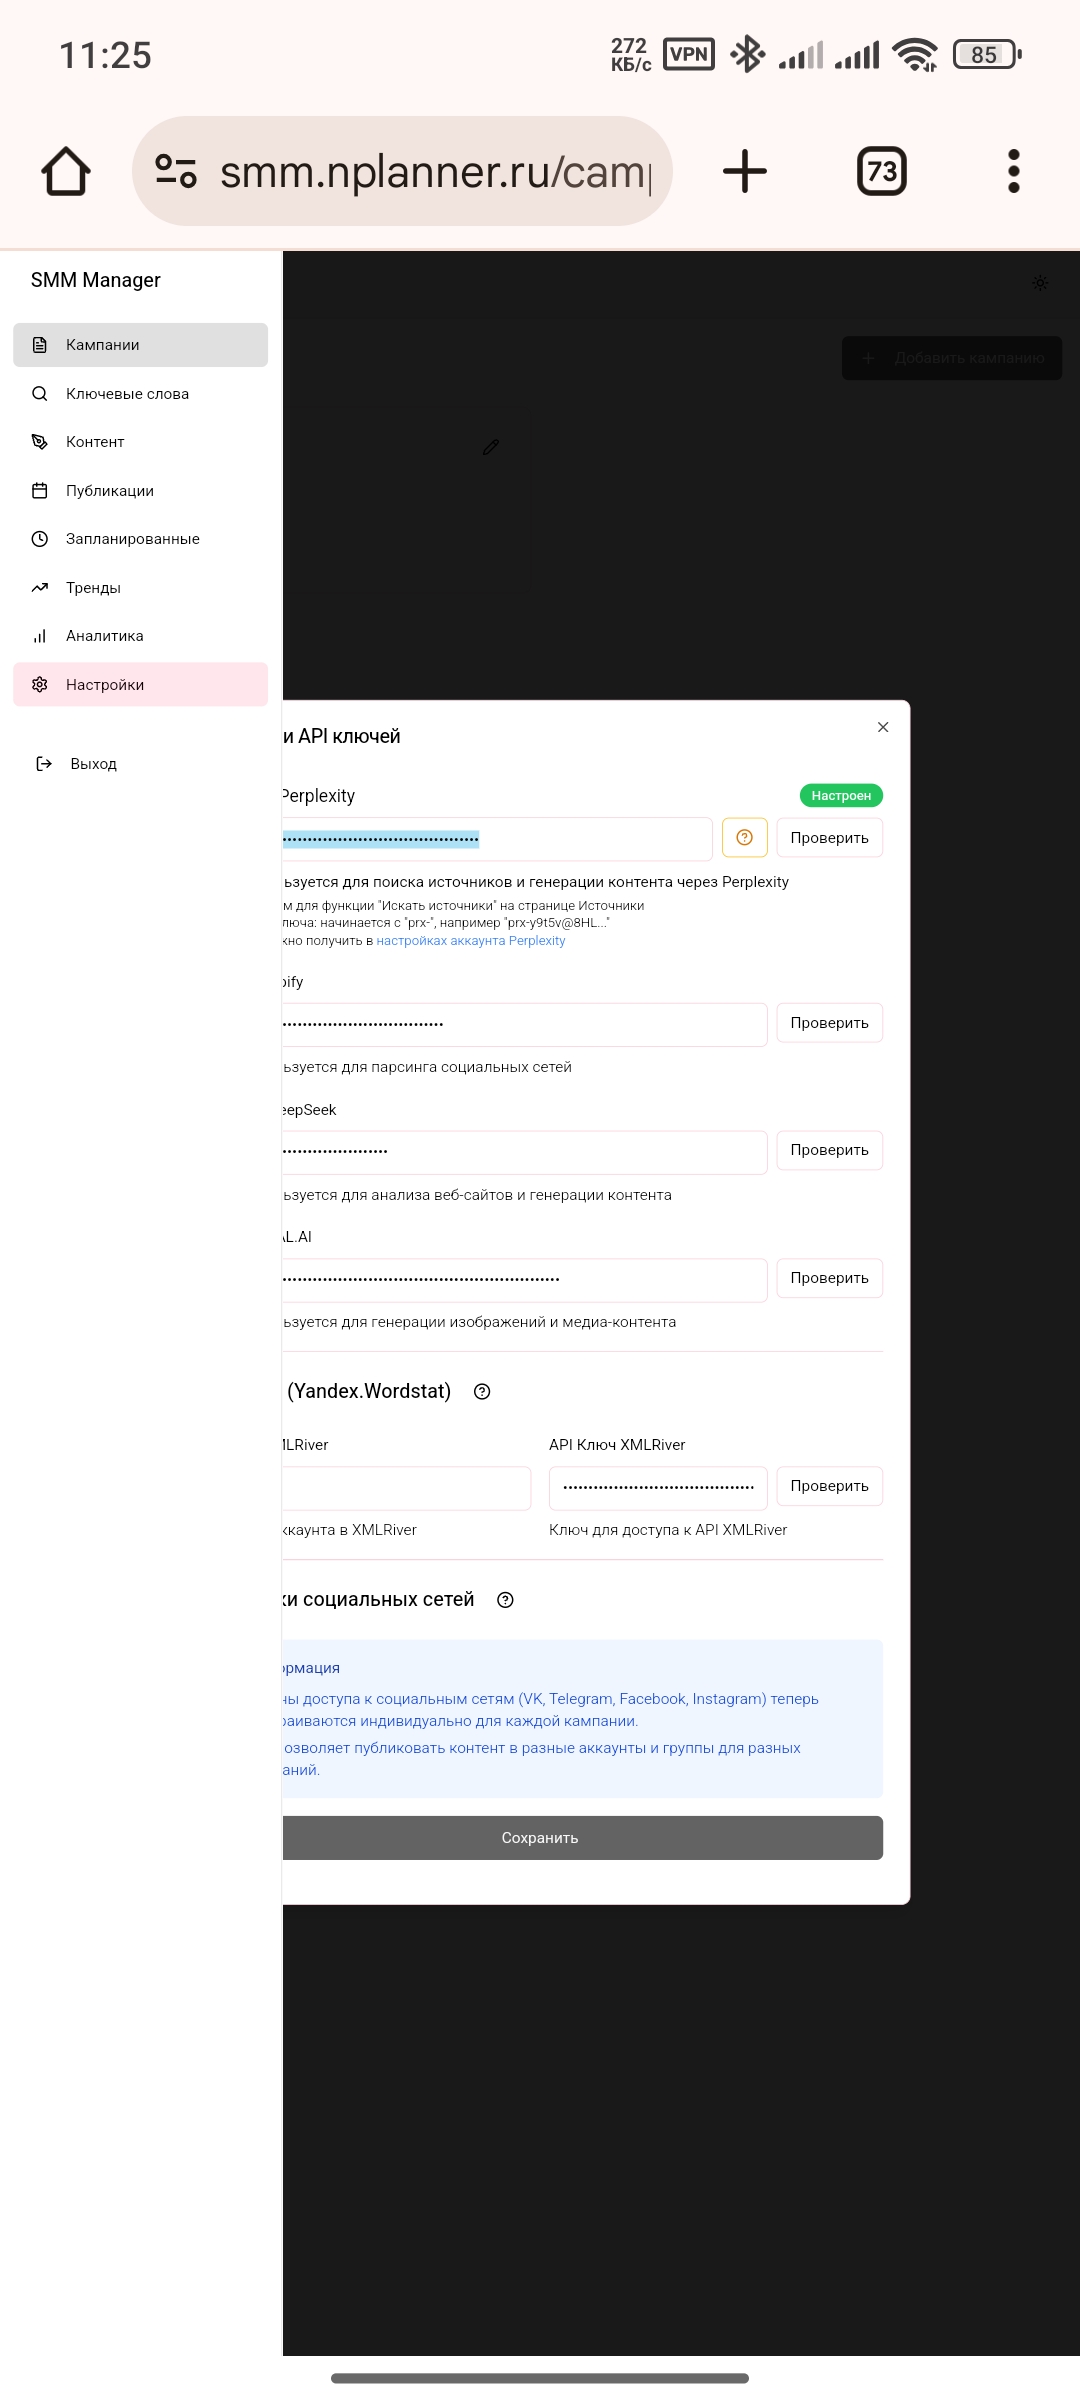 11:25
272
КБ/с
VPN
85
smm.nplanner.ru/camp
73
SMM Manager
Кампании
Ключевые слова
Контент
Публикации
Запланированные
Тренды
Аналитика
Настройки
Выход
Добавить кампанию
и API ключей
Perplexity
Настроен
Проверить
ьзуется для поиска источников и генерации контента через Perplexity
м для функции "Искать источники" на странице Источники
люча: начинается с "prx-", например "prx-y9t5v@8HL..."
жно получить в настройках аккаунта Perplexity
pify
Проверить
ьзуется для парсинга социальных сетей
eepSeek
Проверить
ьзуется для анализа веб-сайтов и генерации контента
AL.AI
Проверить
ьзуется для генерации изображений и медиа-контента
(Yandex.Wordstat)
MLRiver
API Ключ XMLRiver
Проверить
ккаунта в XMLRiver
Ключ для доступа к API XMLRiver
ки социальных сетей
ормация
ны доступа к социальным сетям (VK, Telegram, Facebook, Instagram) теперь
раиваются индивидуально для каждой кампании.
озволяет публиковать контент в разные аккаунты и группы для разных
аний.
Сохранить